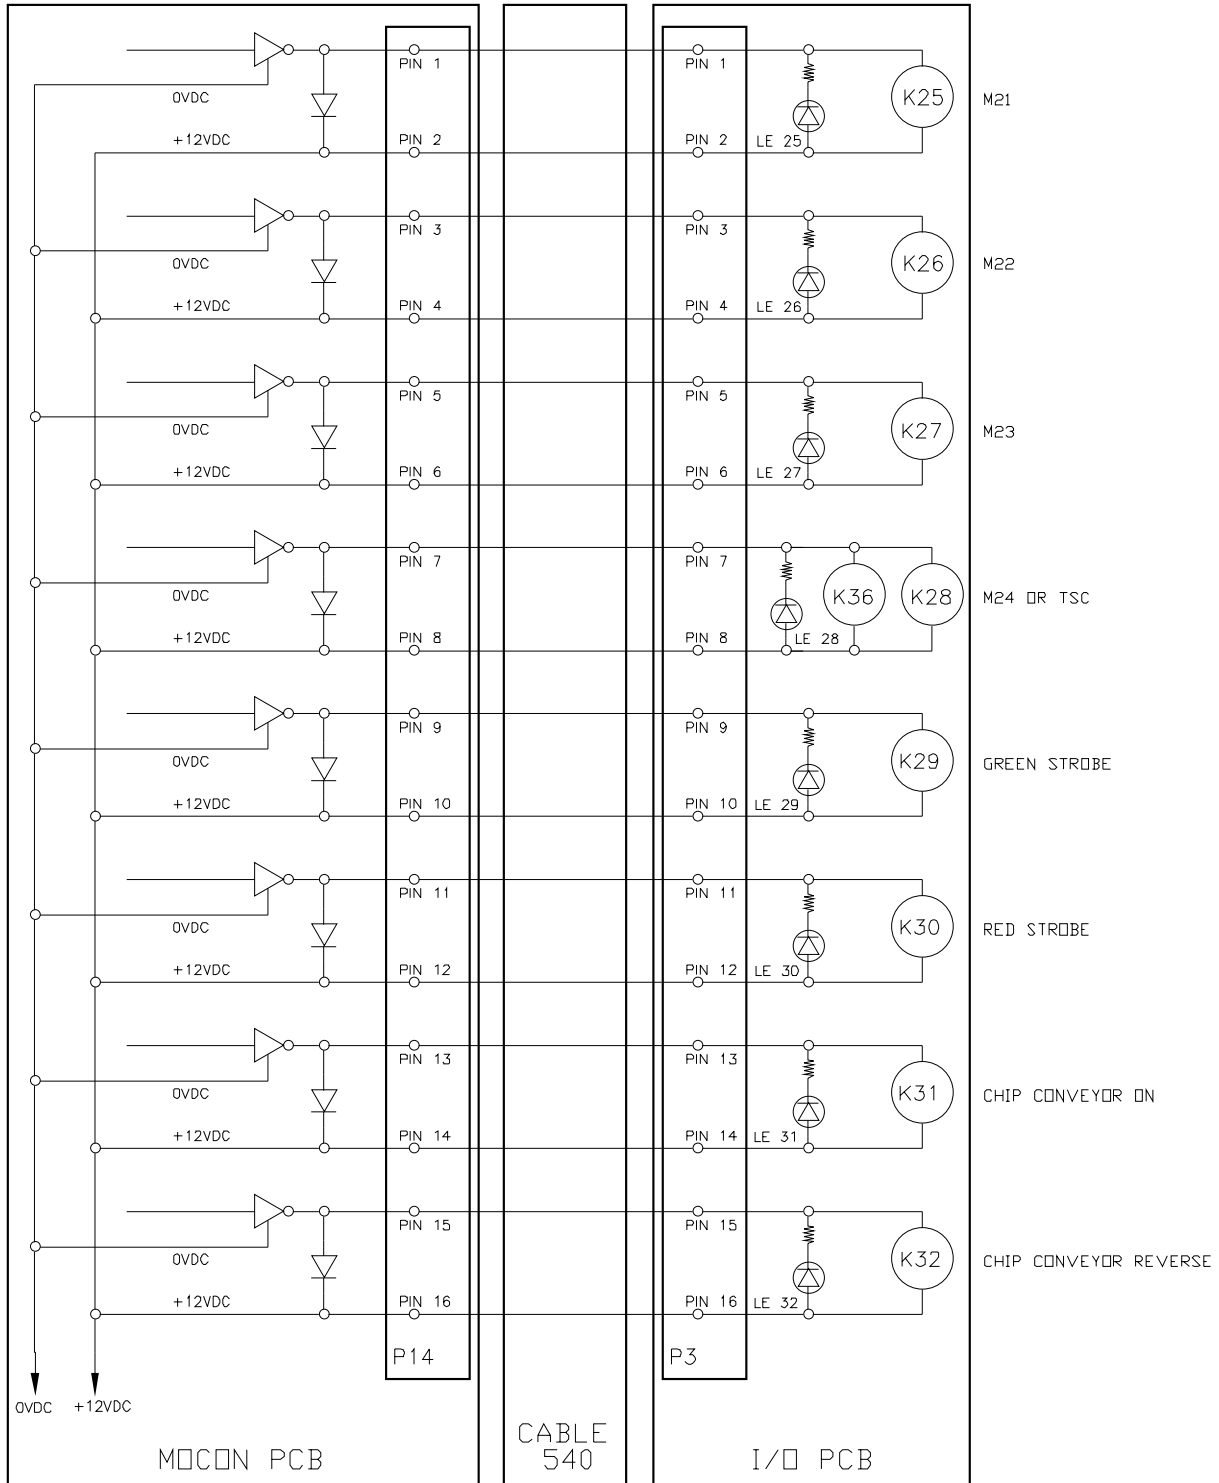 PIN 1 PIN 1 K25 M21
0VDC
+12VDC PIN 2 PIN 2 LE 25
PIN 3 PIN 3 K26 M22
0VDC
+12VDC PIN 4 PIN 4 LE 26
PIN 5 PIN 5 K27 M23
0VDC
+12VDC PIN 6 PIN 6 LE 27
PIN 7 PIN 7 K36 K28 M24 OR TSC
0VDC
+12VDC PIN 8 PIN 8 LE 28
PIN 9 PIN 9 K29 GREEN STROBE
0VDC
+12VDC PIN 10 PIN 10 LE 29
PIN 11 PIN 11 K30 RED STROBE
0VDC
+12VDC PIN 12 PIN 12 LE 30
PIN 13 PIN 13 K31 CHIP CONVEYOR ON
0VDC
+12VDC PIN 14 PIN 14 LE 31
PIN 15 PIN 15 K32 CHIP CONVEYOR REVERSE
0VDC
+12VDC PIN 16 PIN 16 LE 32
P14 P3
0VDC +12VDC
MOCON PCB
CABLE
540
I/O PCB